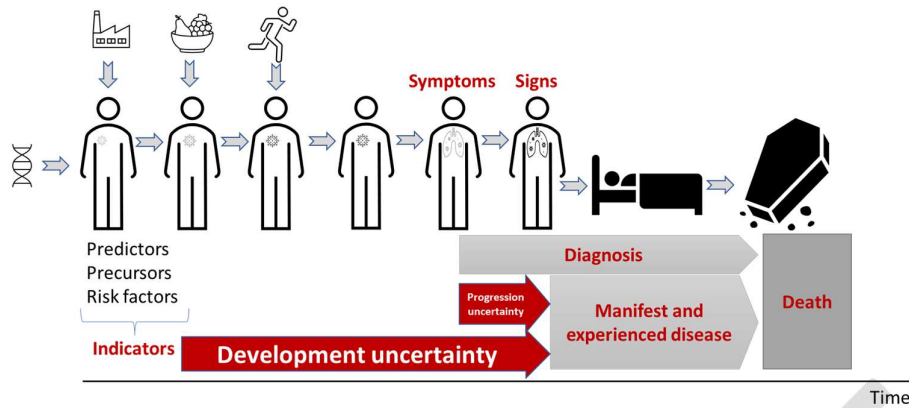 Symptoms
Signs
Predictors
Precursors
Risk factors
Indicators
Diagnosis
Progression
uncertainty
Manifest and
experienced disease
Death
Development uncertainty
Time